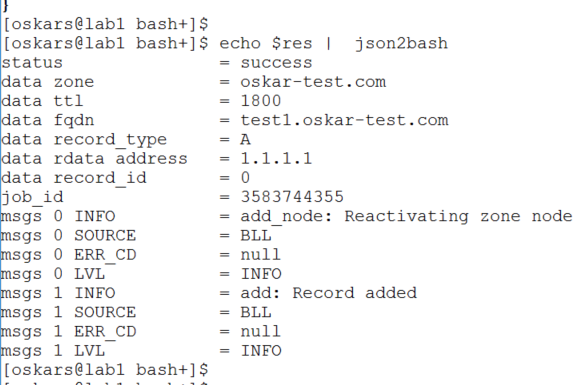 }
[oskars@lab1 bash+]$
[oskars@lab1 bash+]$ echo $res |  json2bash
status                = success
data zone             = oskar-test.com
data ttl              = 1800
data fqdn             = test1.oskar-test.com
data record_type      = A
data rdata address    = 1.1.1.1
data record_id        = 0
job_id                = 3583744355
msgs 0 INFO           = add_node: Reactivating zone node
msgs 0 SOURCE         = BLL
msgs 0 ERR_CD         = null
msgs 0 LVL            = INFO
msgs 1 INFO           = add: Record added
msgs 1 SOURCE         = BLL
msgs 1 ERR_CD         = null
msgs 1 LVL            = INFO
[oskars@lab1 bash+]$